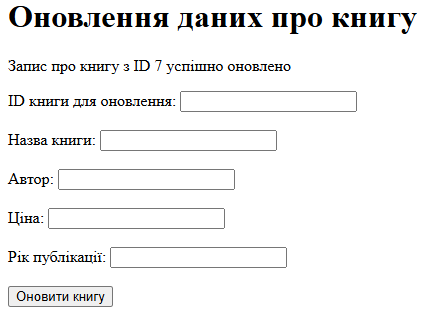 Оновлення даних про книгу
Запис про книгу з ID 7 успішно оновлено
ID книги для оновлення:
Назва книги:
Автор:
Ціна:
Рік публікації:
Оновити книгу